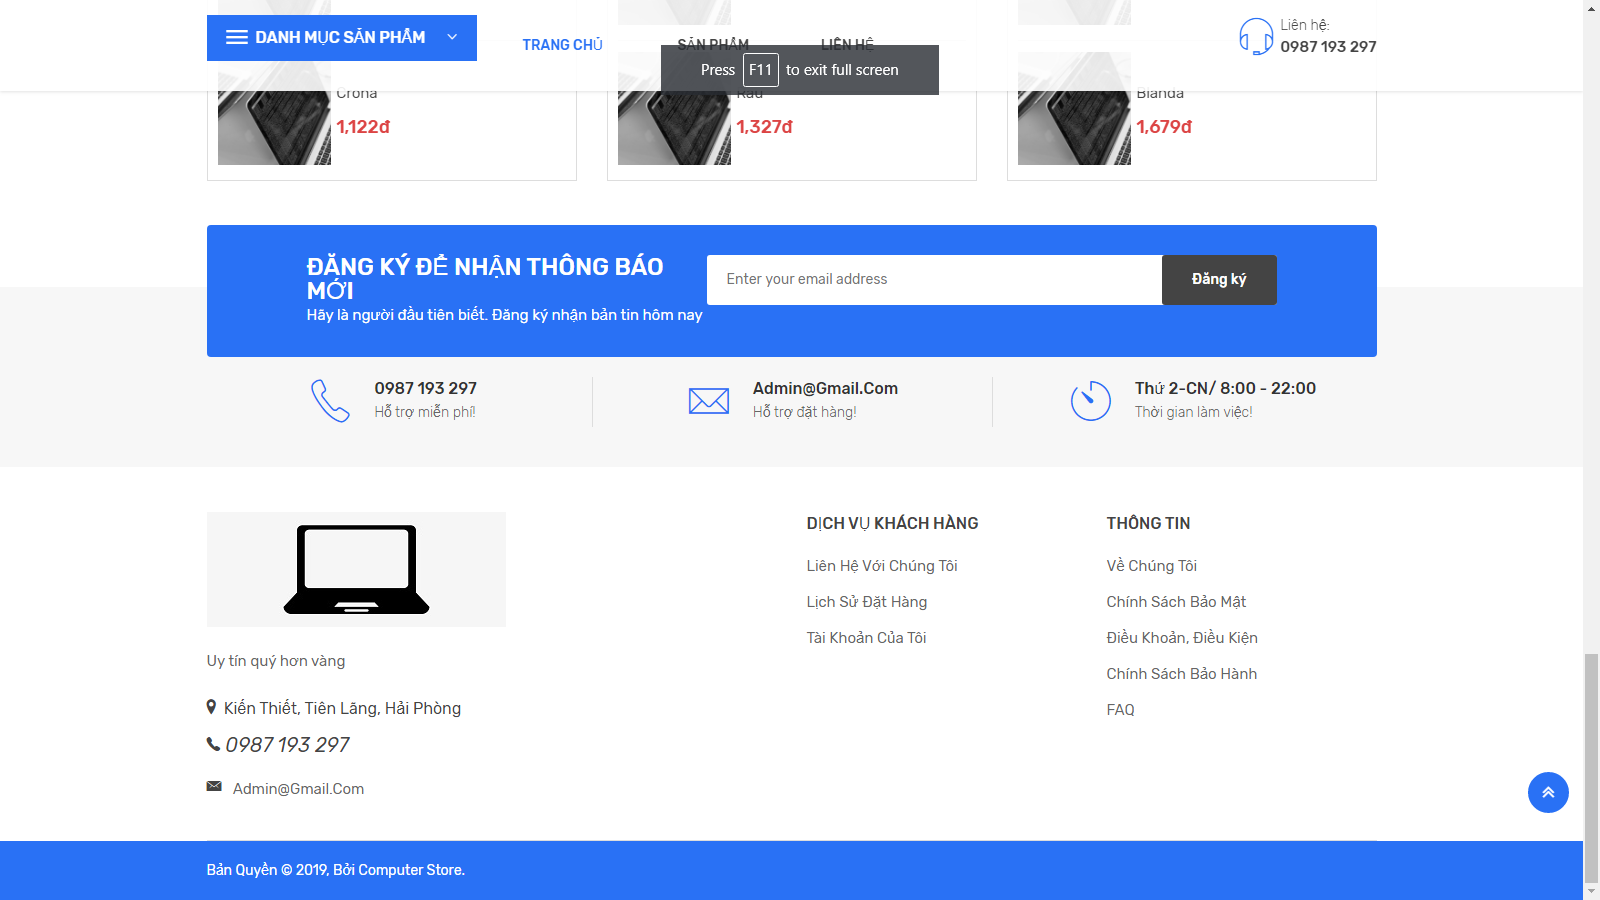 DANH MỤC SẢN PHẨM
TRANG CHỦ
SẢN PHẨM
LIÊN HỆ
Liên hệ:
0987 193 297
Press F11 to exit full screen
Crona
Rau
Blanda
1,122đ
1,327đ
1,679đ
ĐĂNG KÝ ĐỂ NHẬN THÔNG BÁO
MỚI
Hãy là người đầu tiên biết. Đăng ký nhận bản tin hôm nay
Enter your email address
Đăng ký
0987 193 297
Hỗ trợ miễn phí!
Admin@Gmail.Com
Hỗ trợ đặt hàng!
Thứ 2-CN/ 8:00 - 22:00
Thời gian làm việc!
Uy tín quý hơn vàng
Kiến Thiết, Tiên Lãng, Hải Phòng
0987 193 297
Admin@Gmail.Com
DỊCH VỤ KHÁCH HÀNG
Liên Hệ Với Chúng Tôi
Lịch Sử Đặt Hàng
Tài Khoản Của Tôi
THÔNG TIN
Về Chúng Tôi
Chính Sách Bảo Mật
Điều Khoản, Điều Kiện
Chính Sách Bảo Hành
FAQ
Bản Quyền © 2019, Bởi Computer Store.